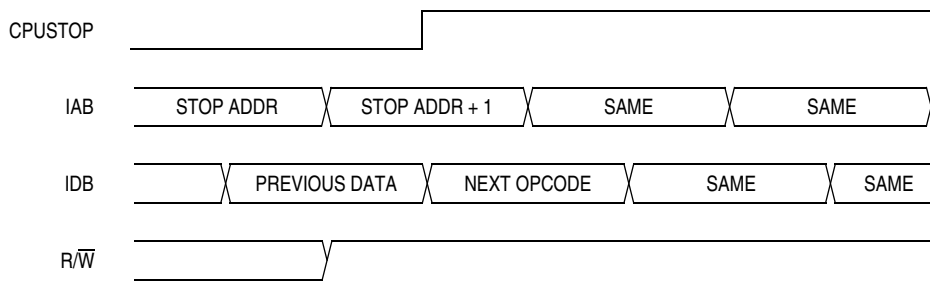 CPUSTOP
IAB STOP ADDR STOP ADDR + 1 SAME SAME
IDB PREVIOUS DATA NEXT OPCODE SAME SAME
R/W̅